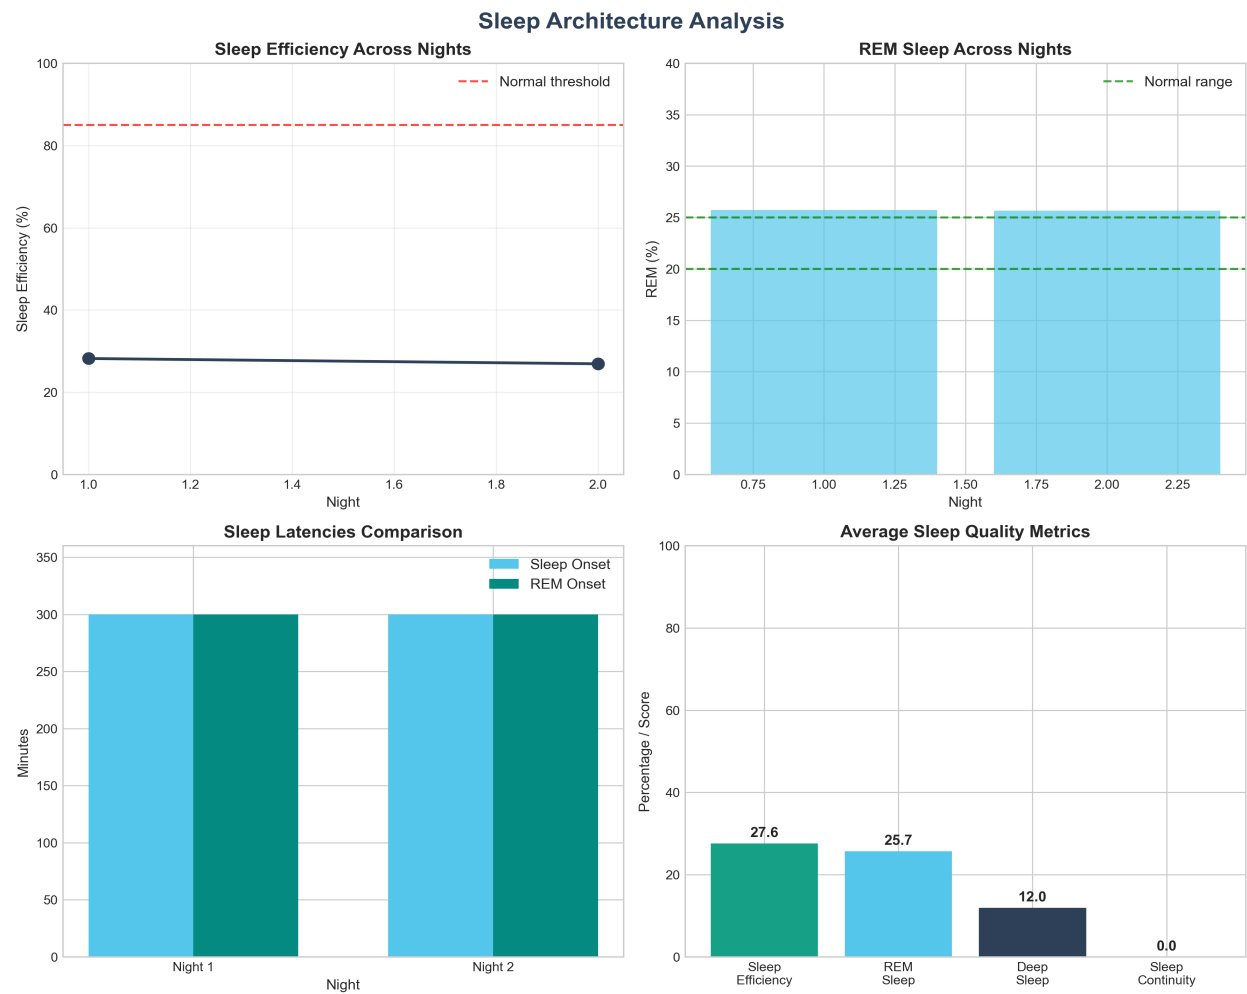 Sleep Architecture Analysis
Sleep Efficiency Across Nights
Sleep Efficiency (%)
100
80
60
40
20
0
Normal threshold
1.0 1.2 1.4 1.6 1.8 2.0
Night
REM Sleep Across Nights
REM (%)
40
35
30
25
20
15
10
5
0
Normal range
0.75 1.00 1.25 1.50 1.75 2.00 2.25
Night
Sleep Latencies Comparison
Minutes
350
300
250
200
150
100
50
0
Sleep Onset
REM Onset
Night 1 Night 2
Night
Average Sleep Quality Metrics
Percentage / Score
100
80
60
40
20
0
27.6
25.7
12.0
0.0
Sleep
Efficiency
REM
Sleep
Deep
Sleep
Sleep
Continuity